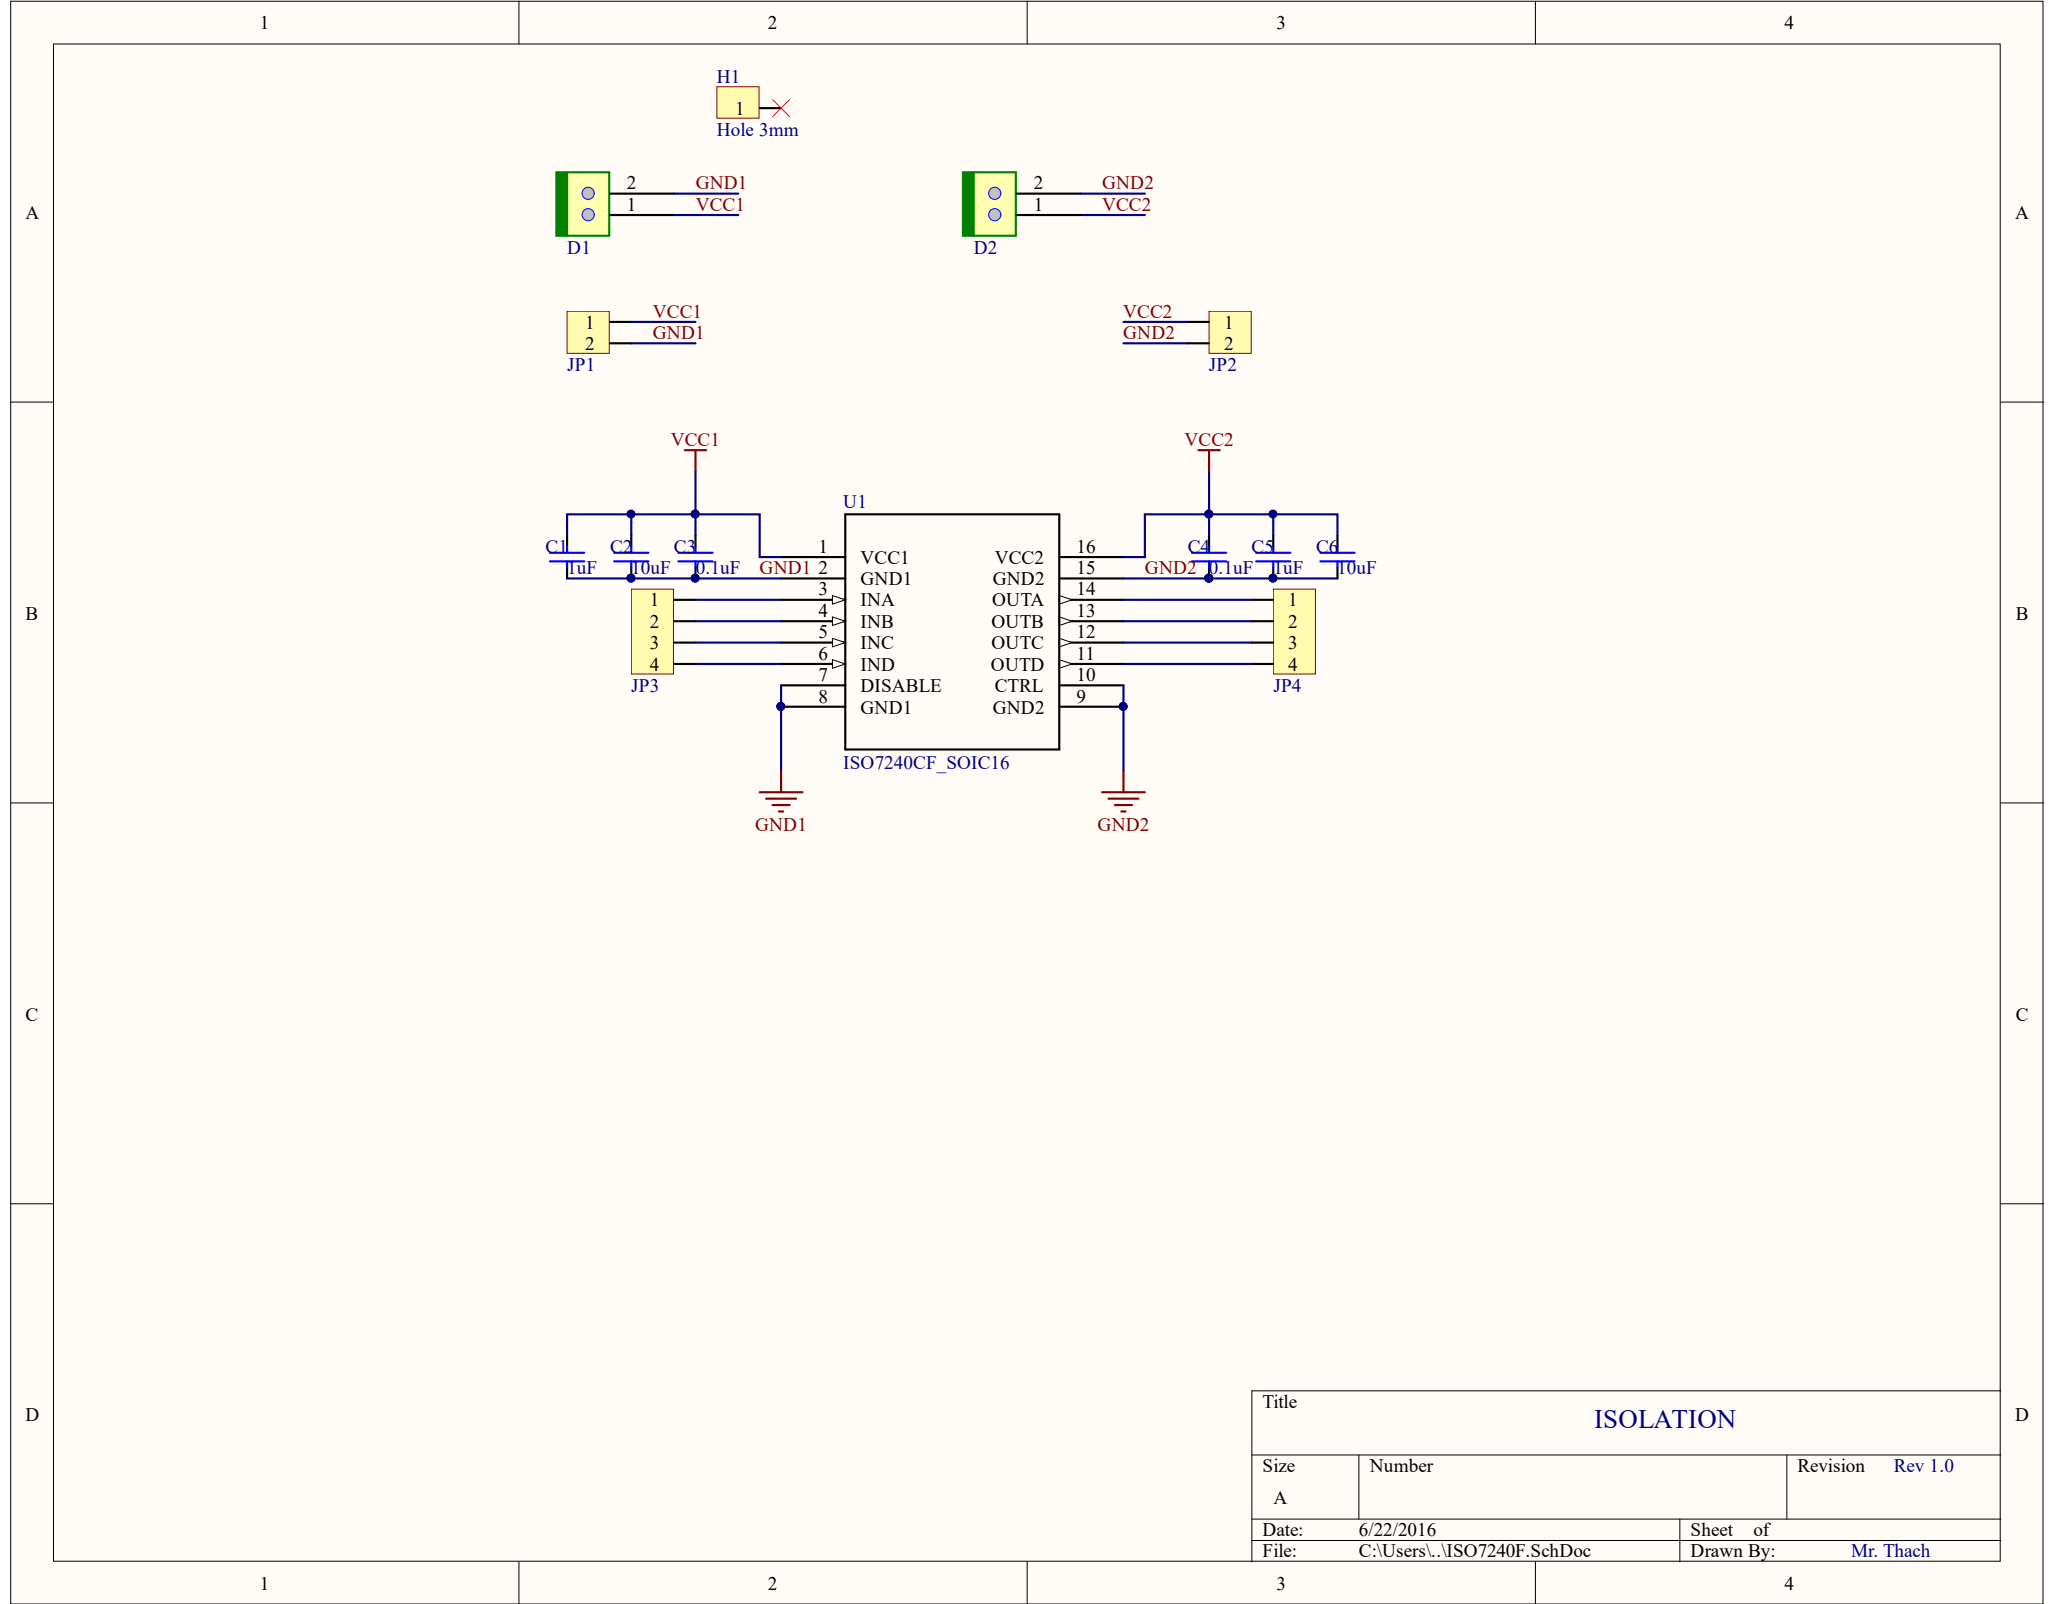 1 2 3 4
H1
1
Hole 3mm
2 GND1
1 VCC1
D1
2 GND2
1 VCC2
D2
A A
1 VCC1
2 GND1
JP1
VCC2 1
GND2 2
JP2
VCC1
VCC2
U1
C1 C2 C3
1uF 10uF 0.1uF
C4 C5 C6
0.1uF 1uF 10uF
1 VCC1 VCC2 16
GND1 2 GND1 GND2 15 GND2
1 3 INA OUTA 14 1
2 4 INB OUTB 13 2
3 5 INC OUTC 12 3
4 6 IND OUTD 11 4
JP3 7 DISABLE CTRL 10 JP4
8 GND1 GND2 9
B B
ISO7240CF_SOIC16
GND1 GND2
C C
D D
Title
ISOLATION
Size
A
Number
Revision Rev 1.0
Date: 6/22/2016 Sheet of
File: C:\Users\..\ISO7240F.SchDoc Drawn By: Mr. Thach
1 2 3 4